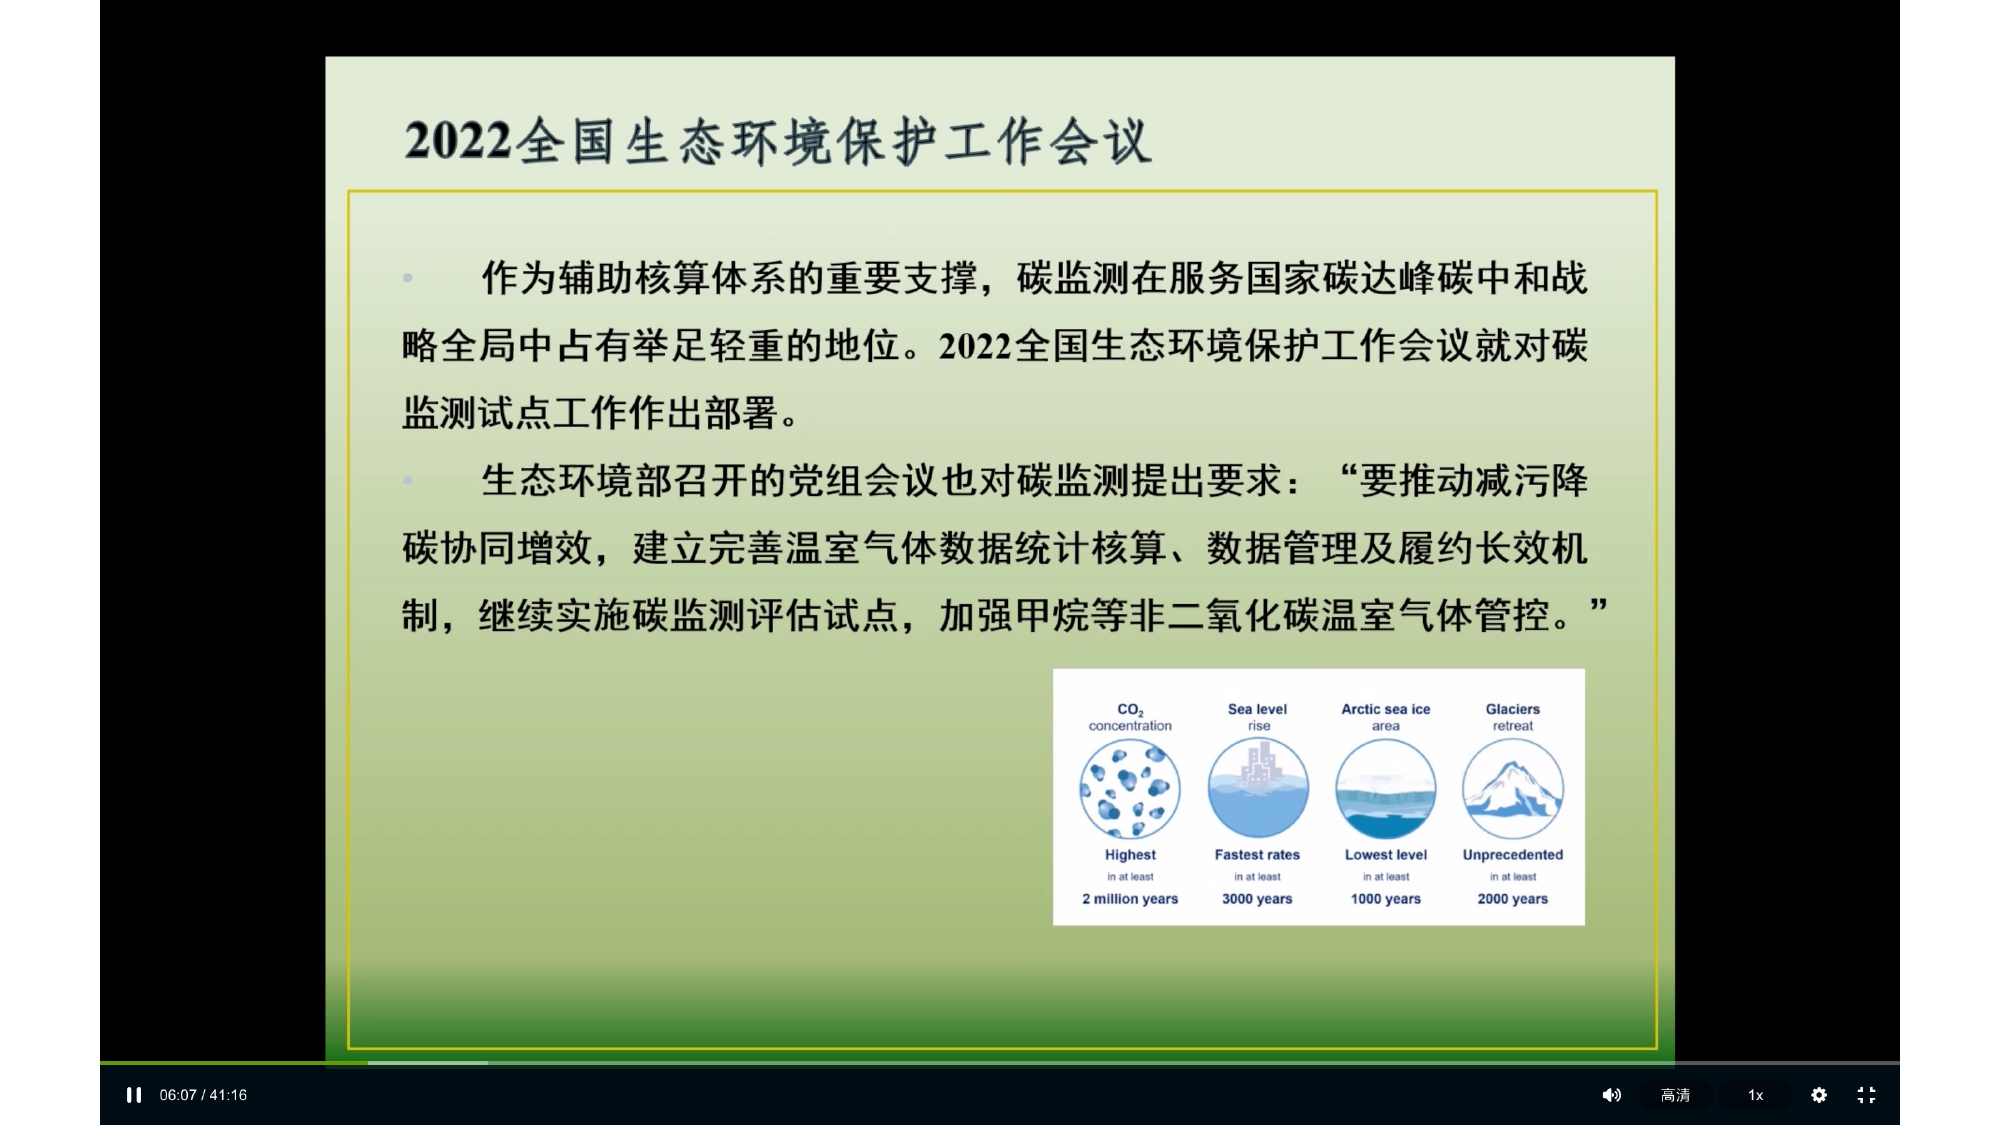 2022全国生态环境保护工作会议
• 作为辅助核算体系的重要支撑，碳监测在服务国家碳达峰碳中和战
略全局中占有举足轻重的地位。2022全国生态环境保护工作会议就对碳
监测试点工作作出部署。
• 生态环境部召开的党组会议也对碳监测提出要求：“要推动减污降
碳协同增效，建立完善温室气体数据统计核算、数据管理及履约长效机
制，继续实施碳监测评估试点，加强甲烷等非二氧化碳温室气体管控。”
CO₂
concentration
Highest
in at least
2 million years
Sea level
rise
Fastest rates
in at least
3000 years
Arctic sea ice
area
Lowest level
in at least
1000 years
Glaciers
retreat
Unprecedented
in at least
2000 years
06:07 / 41:16
高清
1x